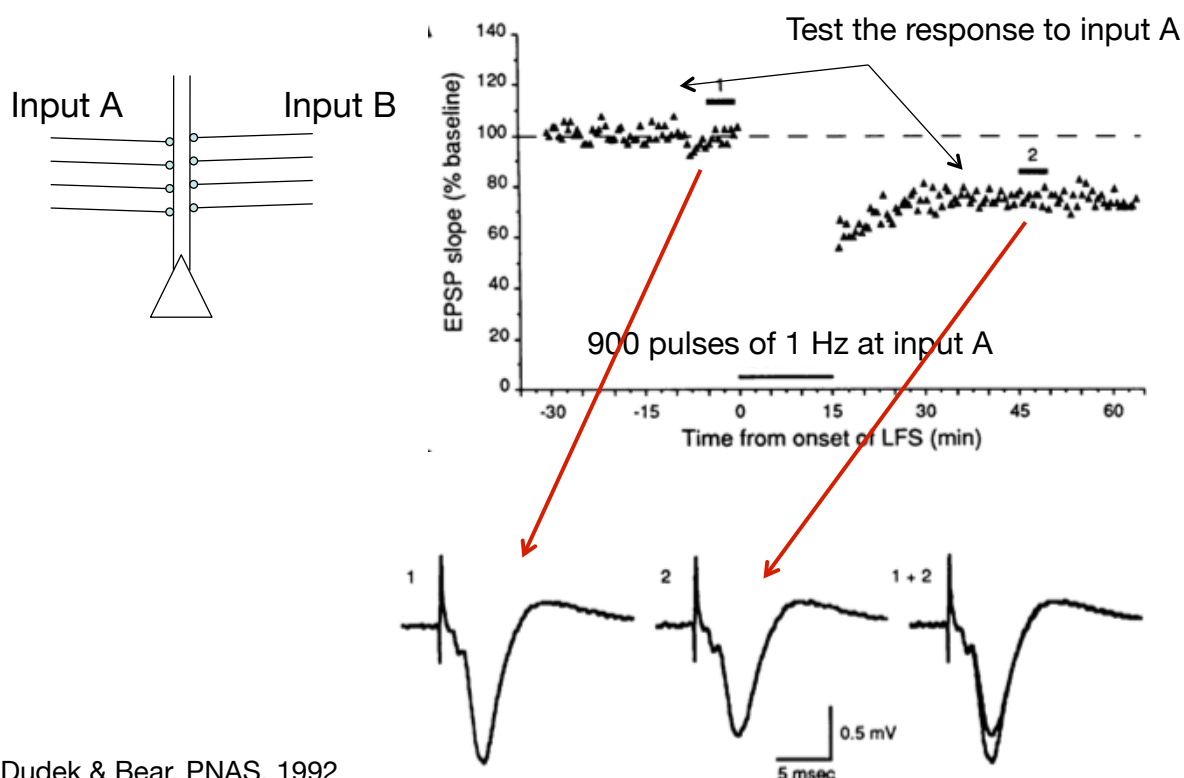 Test the response to input A
Input A
Input B
EPSP slope (% baseline)
140
120
100
80
60
40
20
0
1
2
900 pulses of 1 Hz at input A
-30
-15
0
15
30
45
60
Time from onset of LFS (min)
1
2
1 + 2
0.5 mV
5 msec
Dudek & Bear, PNAS, 1992